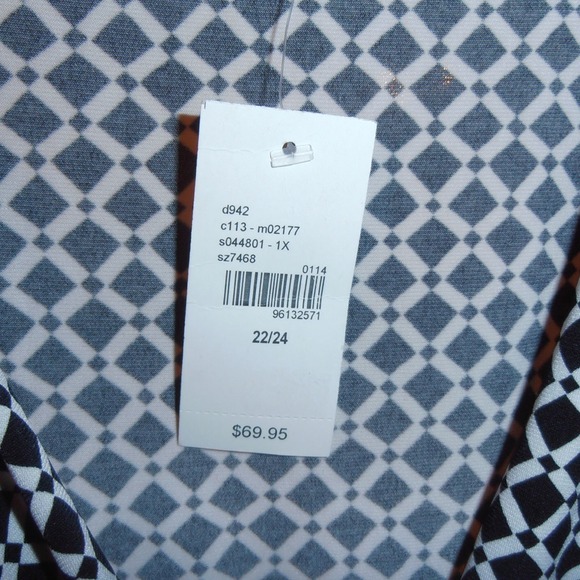 d942
c113 - m02177
s044801 - 1X
sz7468
0114
96132571
22/24
$69.95